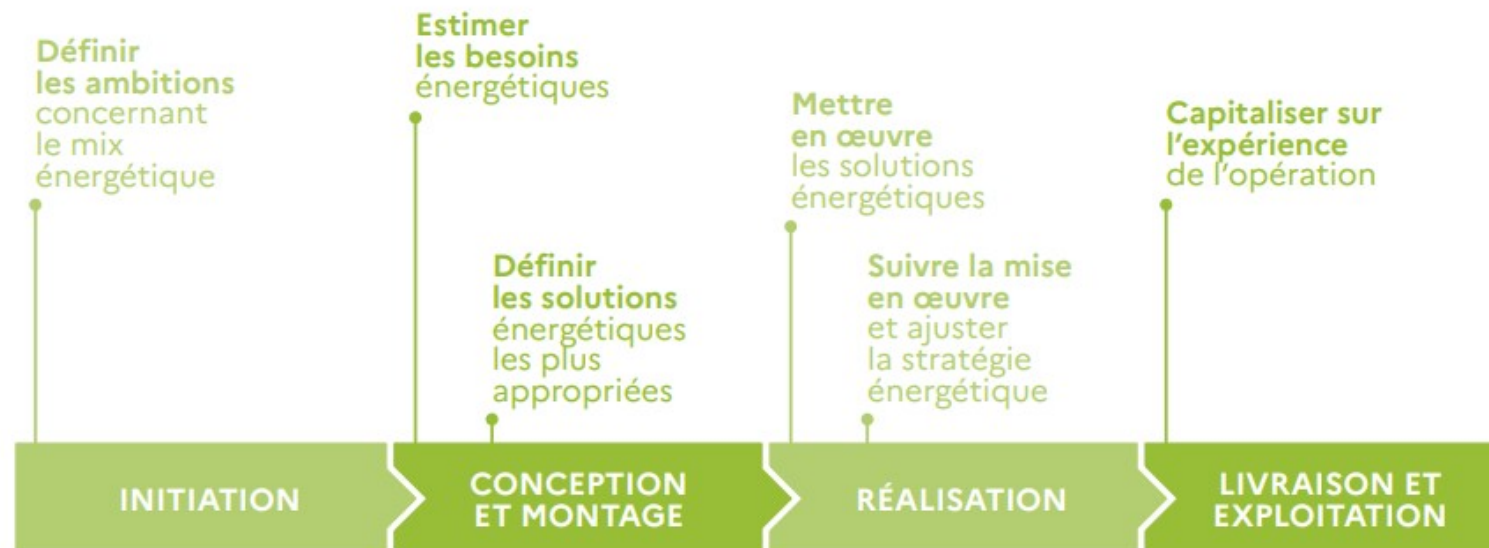 Définir
les ambitions
concernant
le mix
énergétique
Estimer
les besoins
énergétiques
Définir
les solutions
énergétiques
les plus
appropriées
Mettre
en œuvre
les solutions
énergétiques
Suivre la mise
en œuvre
et ajuster
la stratégie
énergétique
Capitaliser sur
l'expérience
de l'opération
INITIATION
CONCEPTION
ET MONTAGE
RÉALISATION
LIVRAISON ET
EXPLOITATION